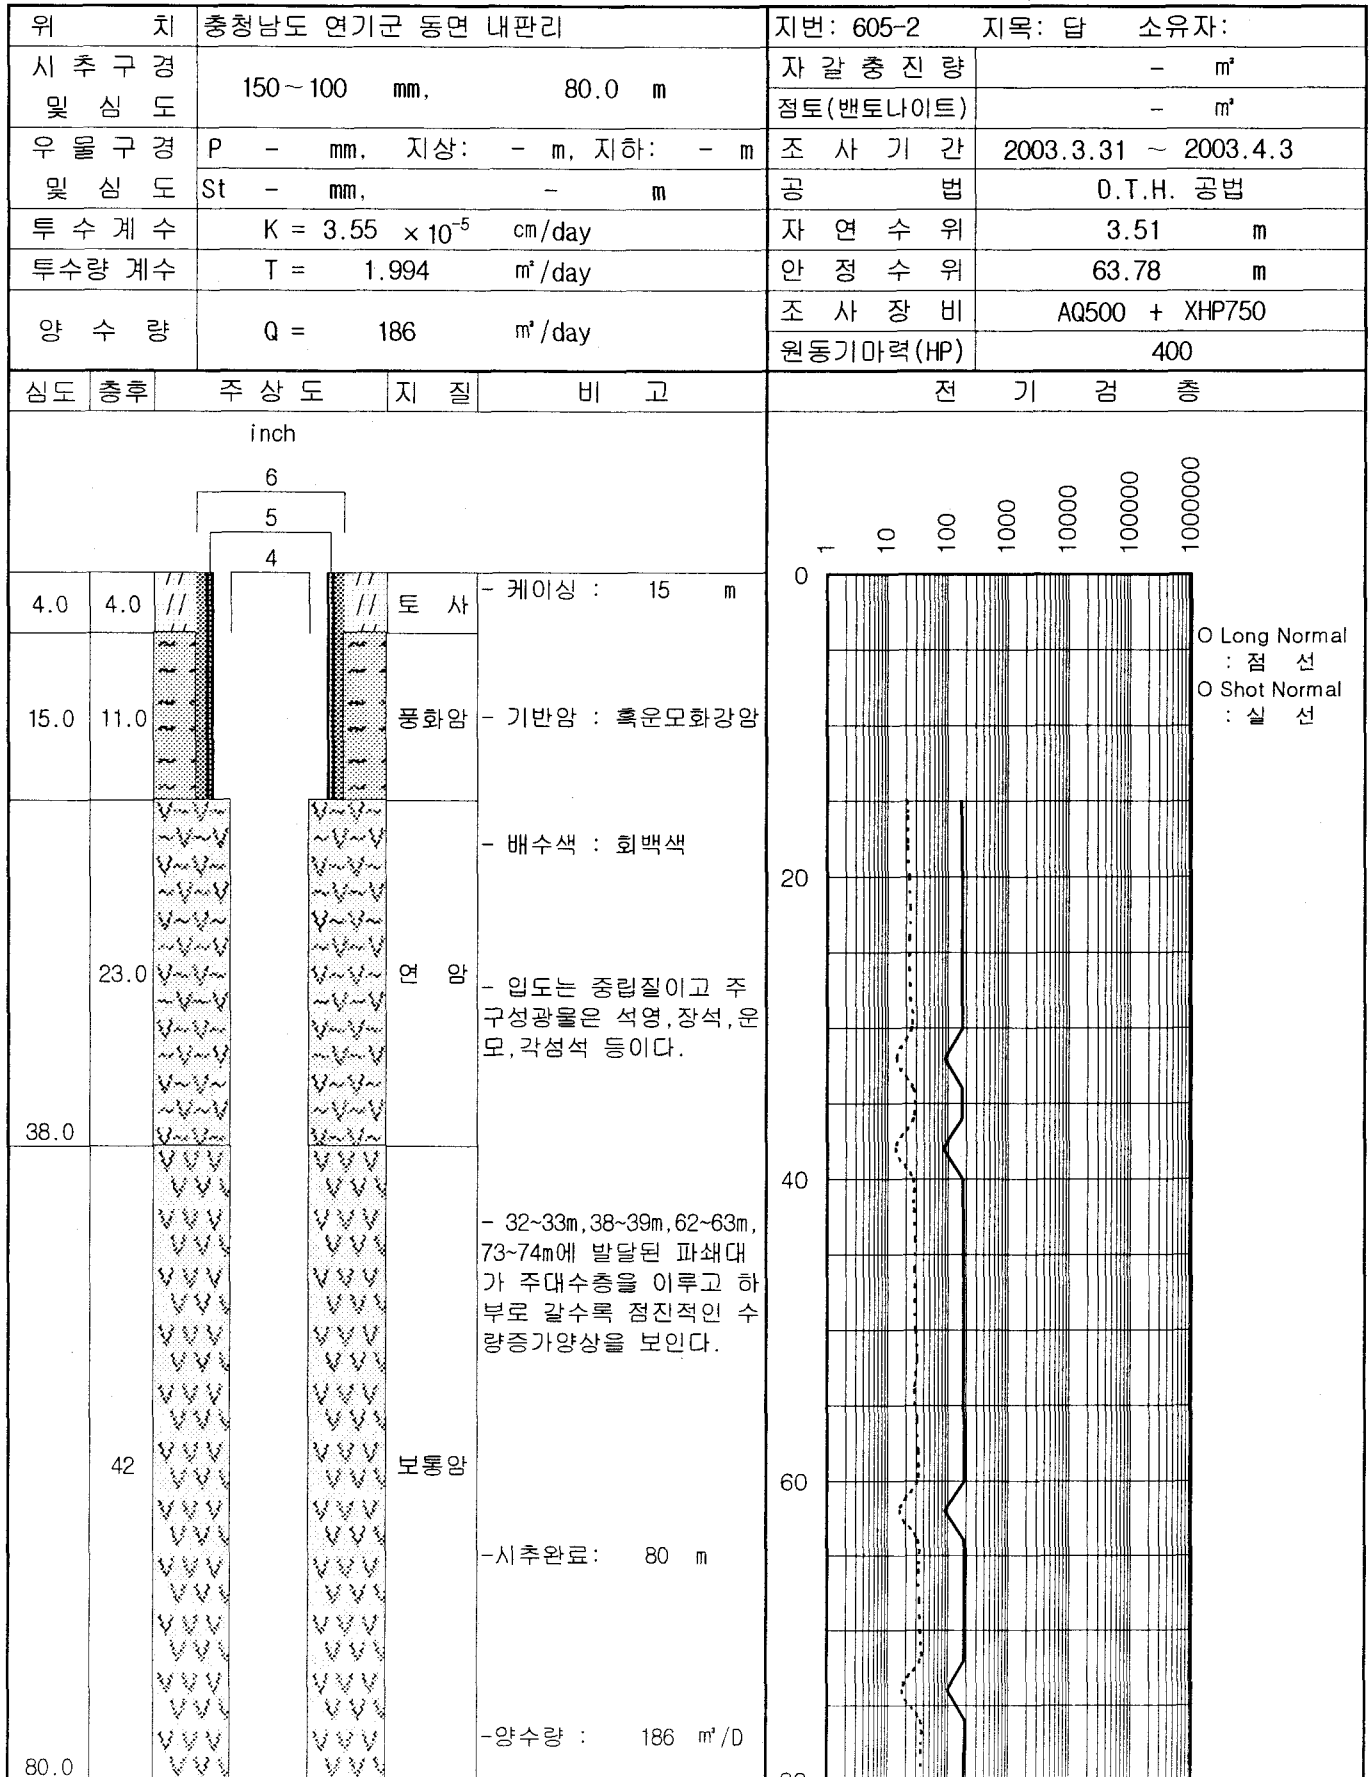 위 치 충청남도 연기군 동면 내판리 지번: 605-2 지목: 답 소유자:
시 추 구 경 및 심 도 150~100 mm, 80.0 m
자 갈 충 진 량 - m³
점토(밴토나이트) - m³
우 물 구 경 및 심 도 P - mm, 지상: - m, 지하: - m
St - mm, - m
조 사 기 간 2003.3.31 ~ 2003.4.3
공 법 O.T.H. 공법
투 수 계 수 K = 3.55 ×10⁻⁵ cm/day
자 연 수 위 3.51 m
투수량 계수 T = 1.994 m²/day
안 정 수 위 63.78 m
양 수 량 Q = 186 m³/day
조 사 장 비 AQ500 + XHP750
원동기마력(HP) 400
심도 층후 주 상 도 지 질 비 고 전 기 검 층
inch
6
5
4
4.0 4.0 토 사
- 케이싱 : 15 m
15.0 11.0 풍화암
- 기반암 : 흑운모화강암
- 배수색 : 회백색
23.0 연 암
- 입도는 중립질이고 주
구성광물은 석영,장석,운
모,각섬석 등이다.
38.0
- 32~33m,38~39m,62~63m,
73~74m에 발달된 파쇄대
가 주대수층을 이루고 하
부로 갈수록 점진적인 수
량증가양상을 보인다.
42 보통암
-시추완료: 80 m
-양수량 : 186 m³/D
80.0
1 10 100 1000 10000 100000 1000000
0
20
40
60
O Long Normal
: 점 선
O Shot Normal
: 실 선